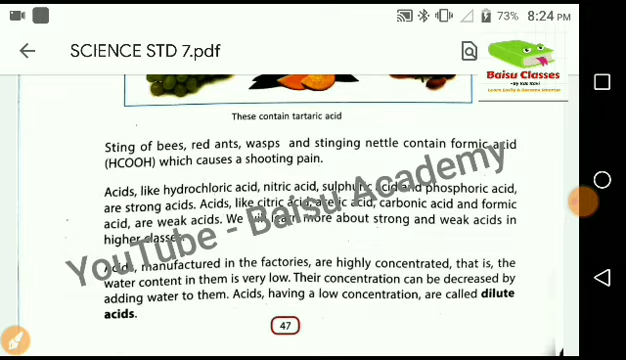 73% 8:24 PM
SCIENCE STD 7.pdf
Baisu Classes
These contain tartaric acid
Sting of bees, red ants, wasps and stinging nettle contain formic acid
(HCOOH) which causes a shooting pain.
Acids, like hydrochloric acid, nitric acid, sulphuric acid and phosphoric acid,
are strong acids. Acids, like citric acid, acetic acid, carbonic acid and formic
acid, are weak acids. We will learn more about strong and weak acids in
higher classes.
Acids, manufactured in the factories, are highly concentrated, that is, the
water content in them is very low. Their concentration can be decreased by
adding water to them. Acids, having a low concentration, are called dilute
acids.
47
YouTube - Baisu Academy